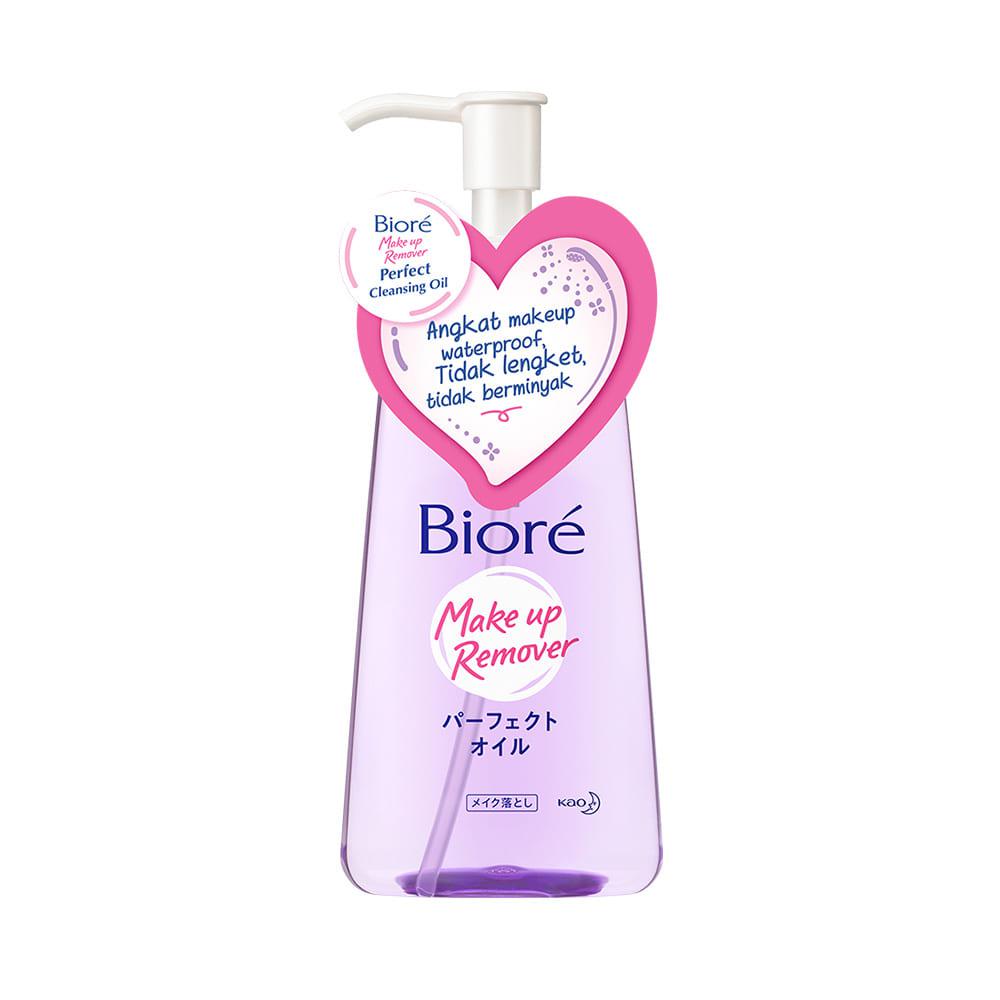 Bioré
Make up
Remover
Perfect
Cleansing Oil
Angkat makeup
waterproof,
Tidak lengket,
tidak berminyak
Bioré
Make up
Remover
パーフェクト
オイル
メイク落とし
Kao